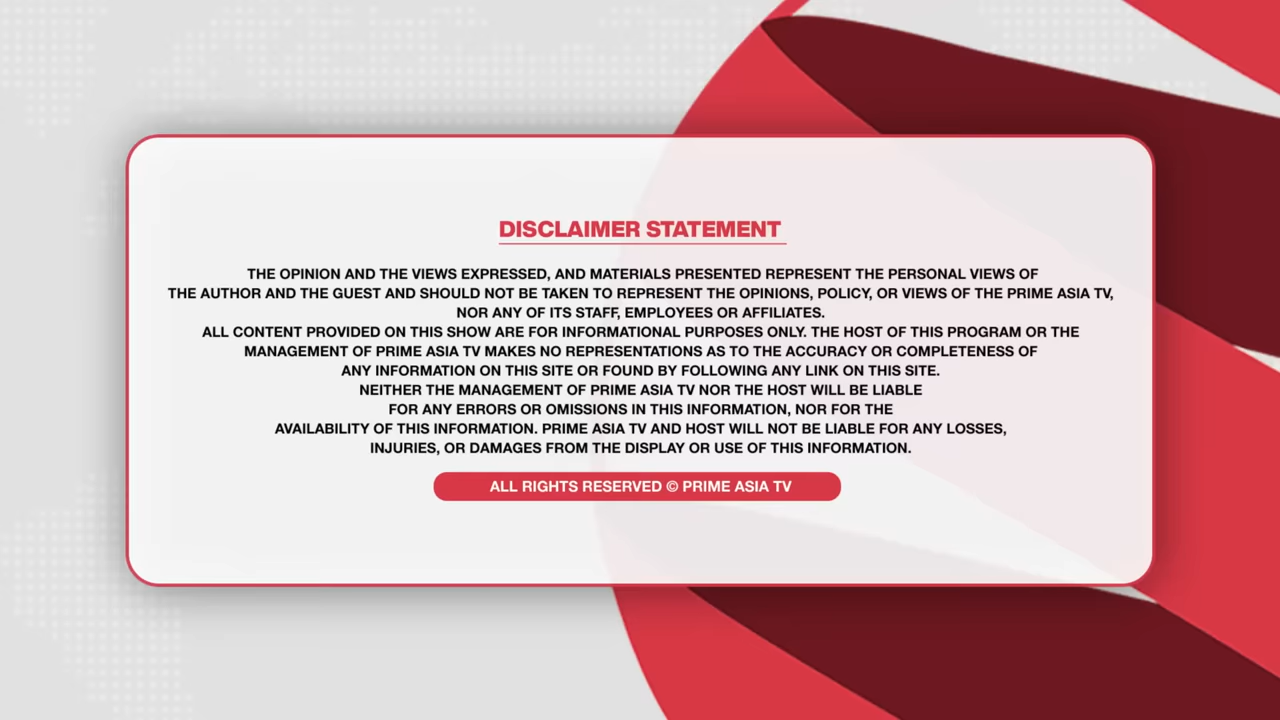 DISCLAIMER STATEMENT
THE OPINION AND THE VIEWS EXPRESSED, AND MATERIALS PRESENTED REPRESENT THE PERSONAL VIEWS OF
THE AUTHOR AND THE GUEST AND SHOULD NOT BE TAKEN TO REPRESENT THE OPINIONS, POLICY, OR VIEWS OF THE PRIME ASIA TV,
NOR ANY OF ITS STAFF, EMPLOYEES OR AFFILIATES.
ALL CONTENT PROVIDED ON THIS SHOW ARE FOR INFORMATIONAL PURPOSES ONLY. THE HOST OF THIS PROGRAM OR THE
MANAGEMENT OF PRIME ASIA TV MAKES NO REPRESENTATIONS AS TO THE ACCURACY OR COMPLETENESS OF
ANY INFORMATION ON THIS SITE OR FOUND BY FOLLOWING ANY LINK ON THIS SITE.
NEITHER THE MANAGEMENT OF PRIME ASIA TV NOR THE HOST WILL BE LIABLE
FOR ANY ERRORS OR OMISSIONS IN THIS INFORMATION, NOR FOR THE
AVAILABILITY OF THIS INFORMATION. PRIME ASIA TV AND HOST WILL NOT BE LIABLE FOR ANY LOSSES,
INJURIES, OR DAMAGES FROM THE DISPLAY OR USE OF THIS INFORMATION.
ALL RIGHTS RESERVED © PRIME ASIA TV